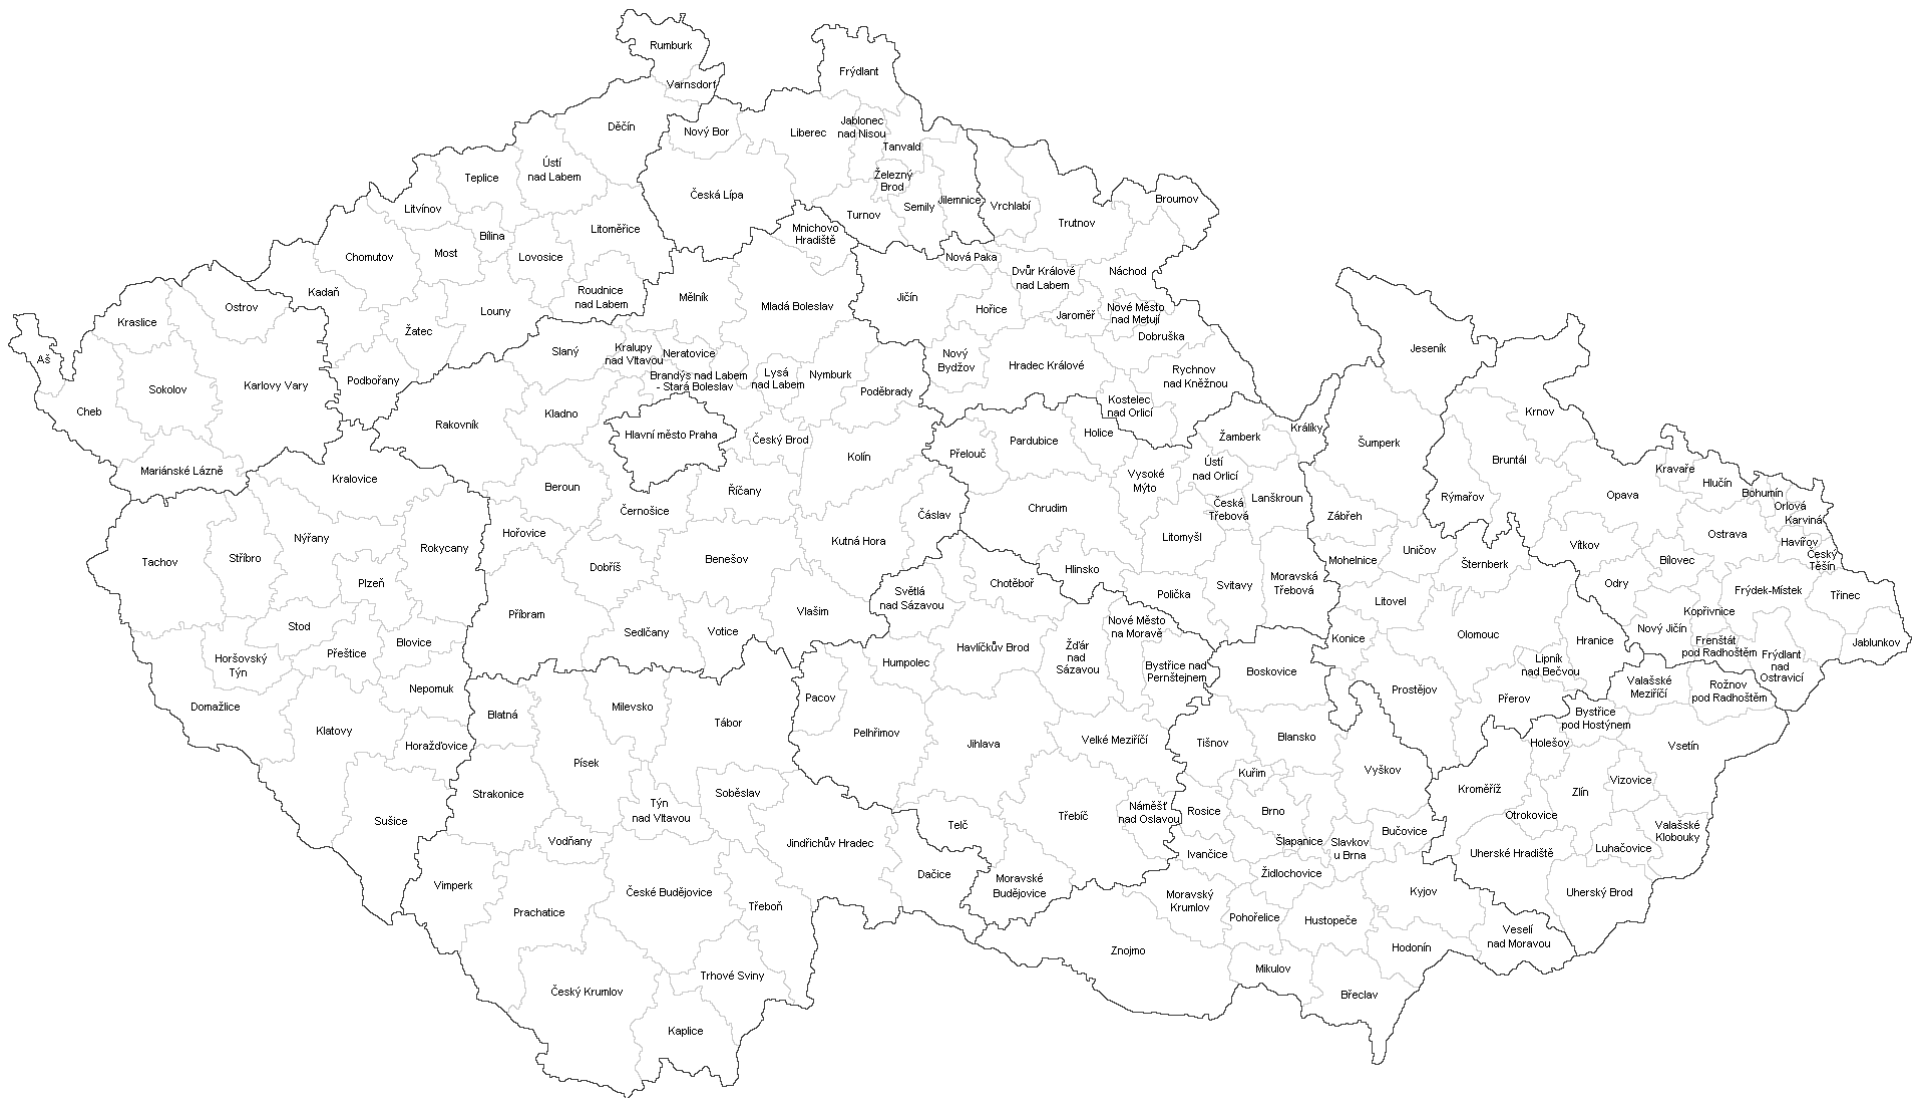 Rumburk
Frýdlant
Varnsdorf
Děčín
Nový Bor
Liberec
Jablonec
nad Nisou
Tanvald
Ústí
nad Labem
Teplice
Česká Lípa
Železný
Brod
Semily
Jilemnice
Vrchlabí
Broumov
Litvínov
Turnov
Trutnov
Mnichovo
Hradiště
Bílina
Litoměřice
Chomutov
Most
Lovosice
Nová Paka
Dvůr Králové
nad Labem
Náchod
Kadaň
Roudnice
nad Labem
Mělník
Mladá Boleslav
Jičín
Hořice
Jaroměř
Nové Město
nad Metují
Ostrov
Kraslice
Žatec
Louny
Dobruška
Aš
Slaný
Kralupy
nad Vltavou
Neratovice
Brandýs nad Labem
- Stará Boleslav
Lysá
nad Labem
Nymburk
Poděbrady
Nový
Bydžov
Hradec Králové
Rychnov
nad Kněžnou
Jeseník
Sokolov
Karlovy Vary
Podbořany
Cheb
Kladno
Rakovník
Kostelec
nad Orlicí
Krnov
Hlavní město Praha
Český Brod
Kolín
Přelouč
Pardubice
Holice
Žamberk
Králíky
Šumperk
Bruntál
Mariánské Lázně
Kralovice
Beroun
Říčany
Vysoké
Mýto
Ústí
nad Orlicí
Lanškroun
Rýmařov
Opava
Kravaře
Hlučín
Bohumín
Orlová
Karviná
Černošice
Čáslav
Chrudim
Česká
Třebová
Zábřeh
Hořovice
Kutná Hora
Litomyšl
Mohelnice
Uničov
Šternberk
Vítkov
Ostrava
Havířov
Český
Těšín
Tachov
Stříbro
Nýřany
Rokycany
Plzeň
Dobříš
Benešov
Hlinsko
Chotěboř
Světlá
nad Sázavou
Polička
Svitavy
Moravská
Třebová
Litovel
Odry
Bílovec
Frýdek-Místek
Třinec
Příbram
Vlašim
Kopřivnice
Nový Jičín
Stod
Přeštice
Blovice
Sedlčany
Votice
Nové Město
na Moravě
Konice
Olomouc
Hranice
Frenštát
pod Radhoštěm
Frýdlant
nad
Ostravicí
Jablunkov
Horšovský
Týn
Humpolec
Havlíčkův Brod
Žďár
nad
Sázavou
Bystřice nad
Pernštejnem
Boskovice
Lipník
nad Bečvou
Valašské
Meziříčí
Rožnov
pod Radhoštěm
Nepomuk
Prostějov
Přerov
Domažlice
Blatná
Milevsko
Tábor
Pacov
Pelhřimov
Bystřice
pod Hostýnem
Klatovy
Horažďovice
Jihlava
Velké Meziříčí
Tišnov
Blansko
Holešov
Vsetín
Písek
Kuřim
Vyškov
Vizovice
Strakonice
Soběslav
Týn
nad Vltavou
Kroměříž
Zlín
Sušice
Telč
Třebíč
Náměšť
nad Oslavou
Rosice
Brno
Otrokovice
Valašské
Klobouky
Vodňany
Jindřichův Hradec
Ivančice
Šlapanice
Slavkov
u Brna
Bučovice
Uherské Hradiště
Luhačovice
Vimperk
České Budějovice
Dačice
Moravské
Budějovice
Židlochovice
Kyjov
Uherský Brod
Prachatice
Třeboň
Moravský
Krumlov
Pohořelice
Hustopeče
Veselí
nad Moravou
Znojmo
Hodonín
Mikulov
Trhové Sviny
Český Krumlov
Břeclav
Kaplice